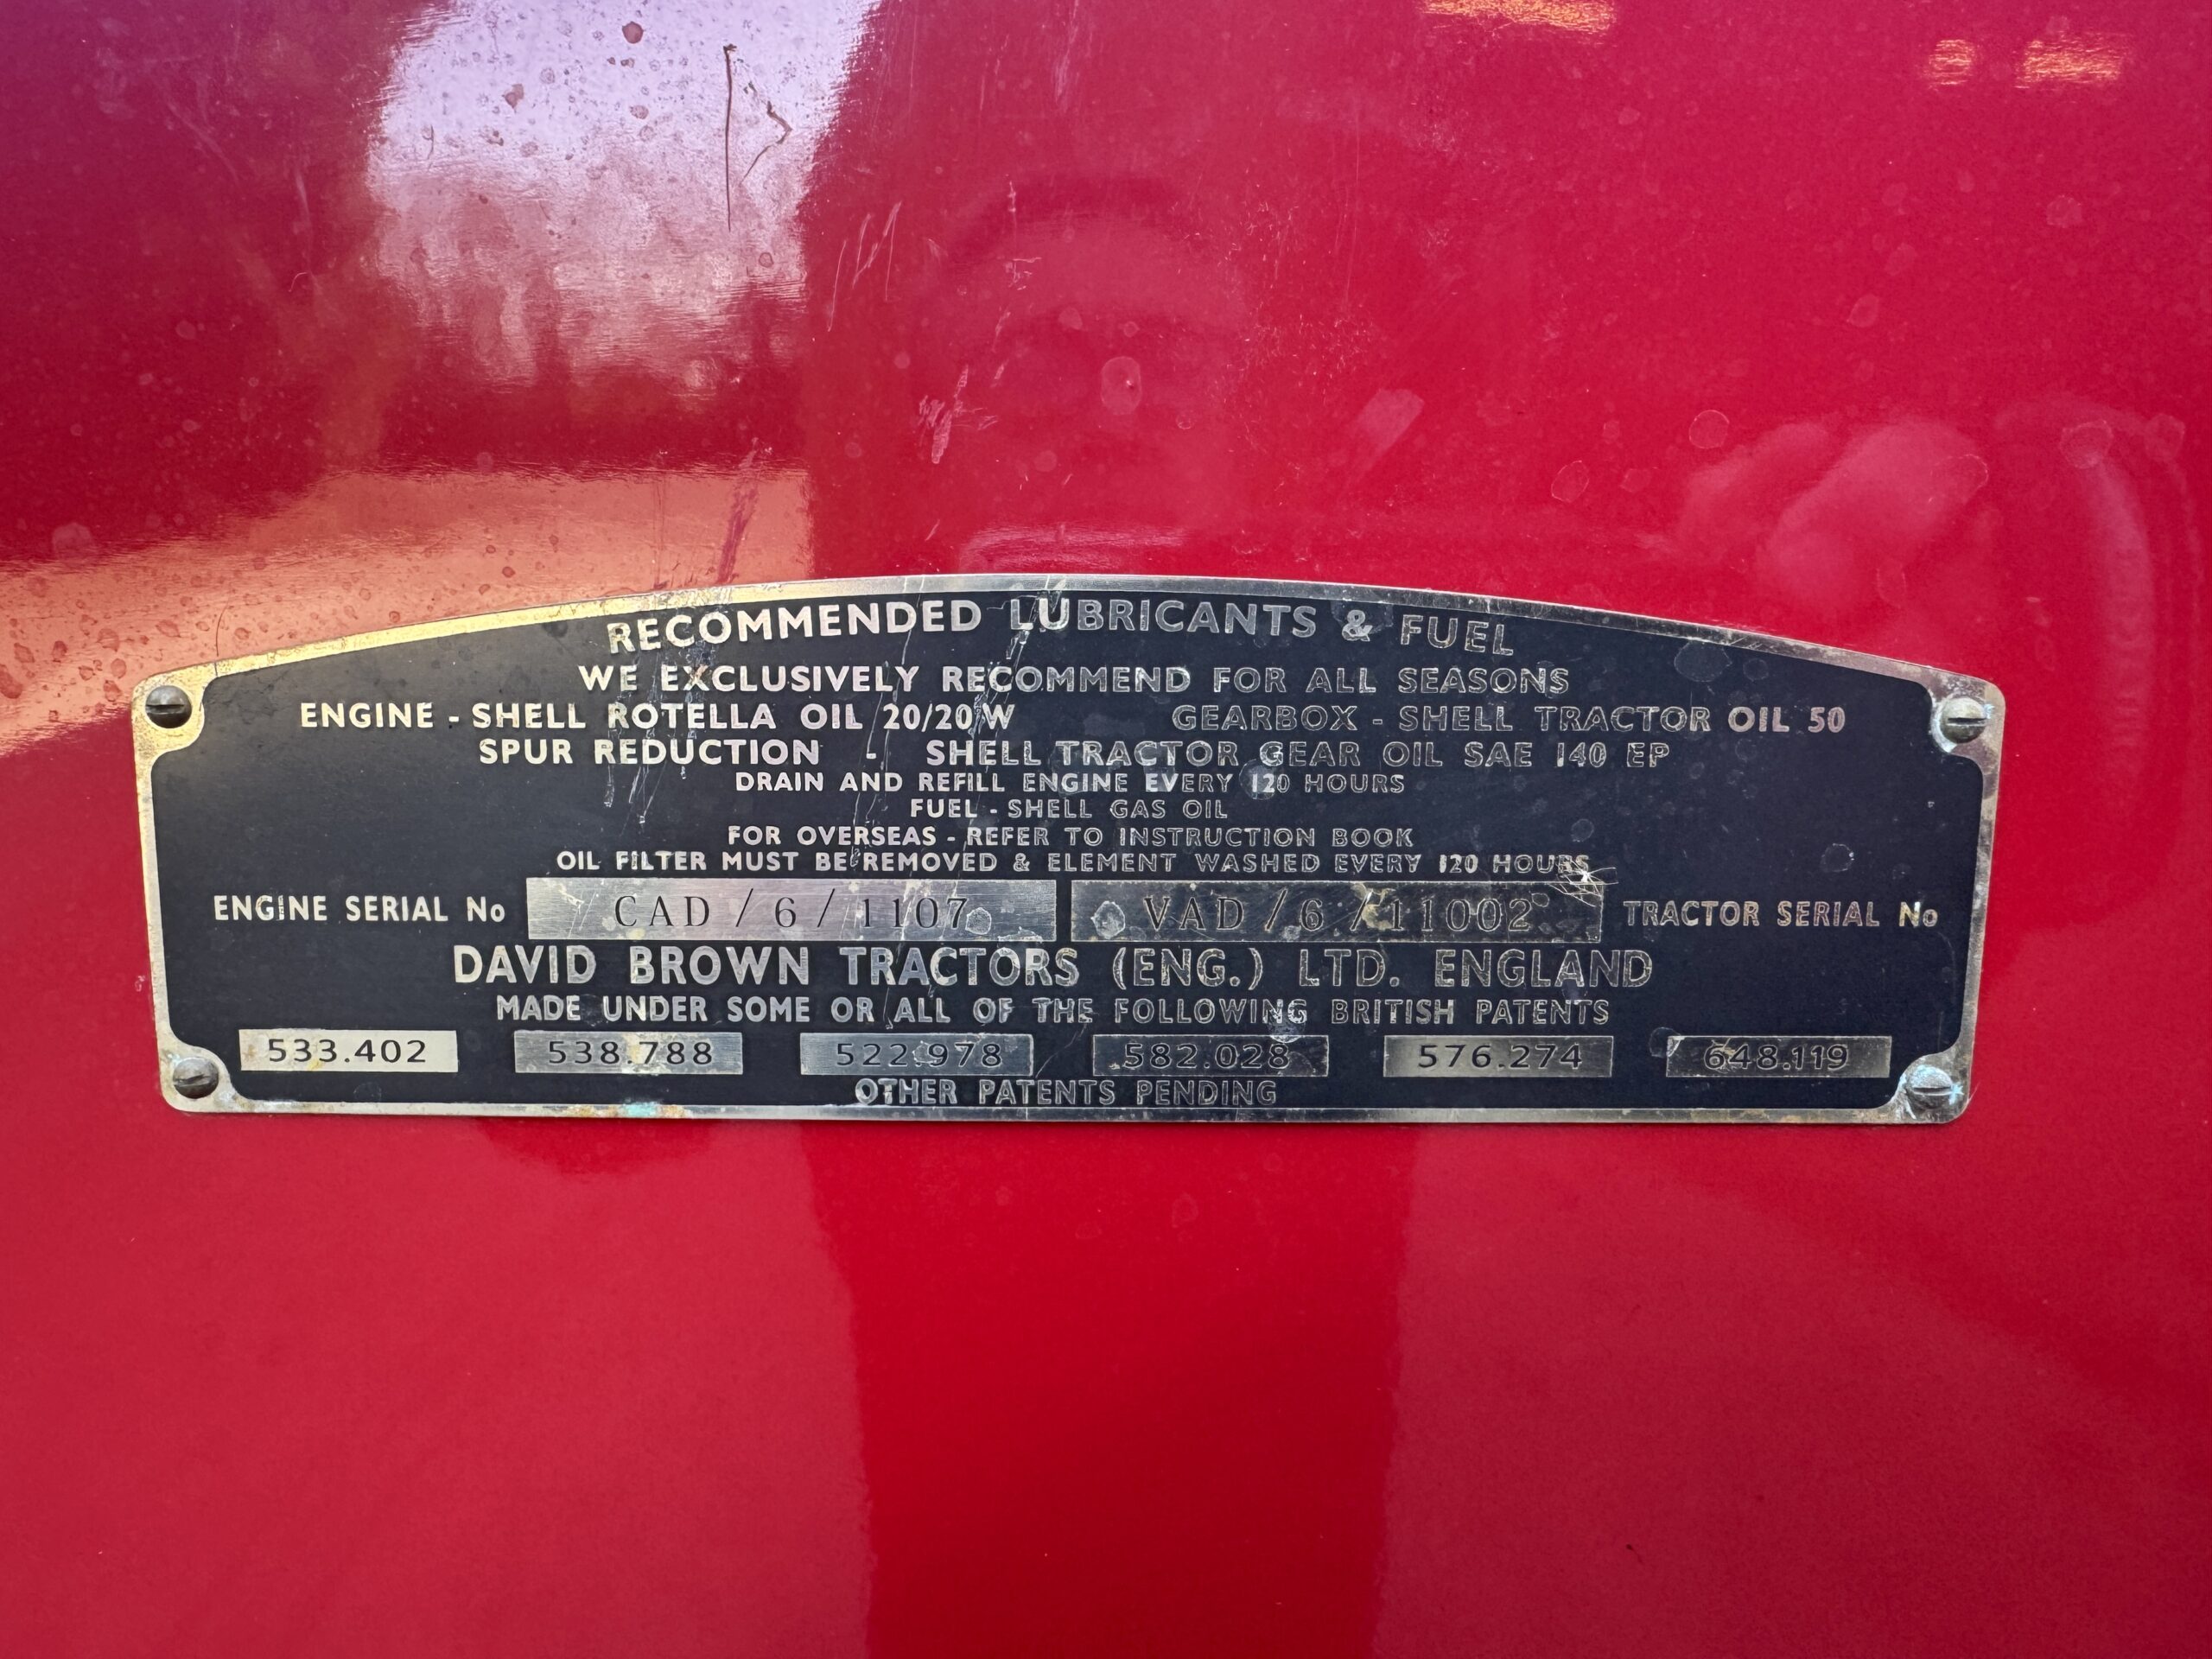 RECOMMENDED LUBRICANTS & FUEL
WE EXCLUSIVELY RECOMMEND FOR ALL SEASONS
ENGINE - SHELL ROTELLA OIL 20/20 W GEARBOX - SHELL TRACTOR OIL 50
SPUR REDUCTION - SHELL TRACTOR GEAR OIL SAE 140 EP
DRAIN AND REFILL ENGINE EVERY 120 HOURS
FUEL - SHELL GAS OIL
FOR OVERSEAS - REFER TO INSTRUCTION BOOK
OIL FILTER MUST BE REMOVED & ELEMENT WASHED EVERY 120 HOURS
ENGINE SERIAL No CAD / 6 / 1107 VAD / 6 / 11002 TRACTOR SERIAL No
DAVID BROWN TRACTORS (ENG.) LTD. ENGLAND
MADE UNDER SOME OR ALL OF THE FOLLOWING BRITISH PATENTS
533.402 538.788 522.978 582.028 576.274 648.119
OTHER PATENTS PENDING